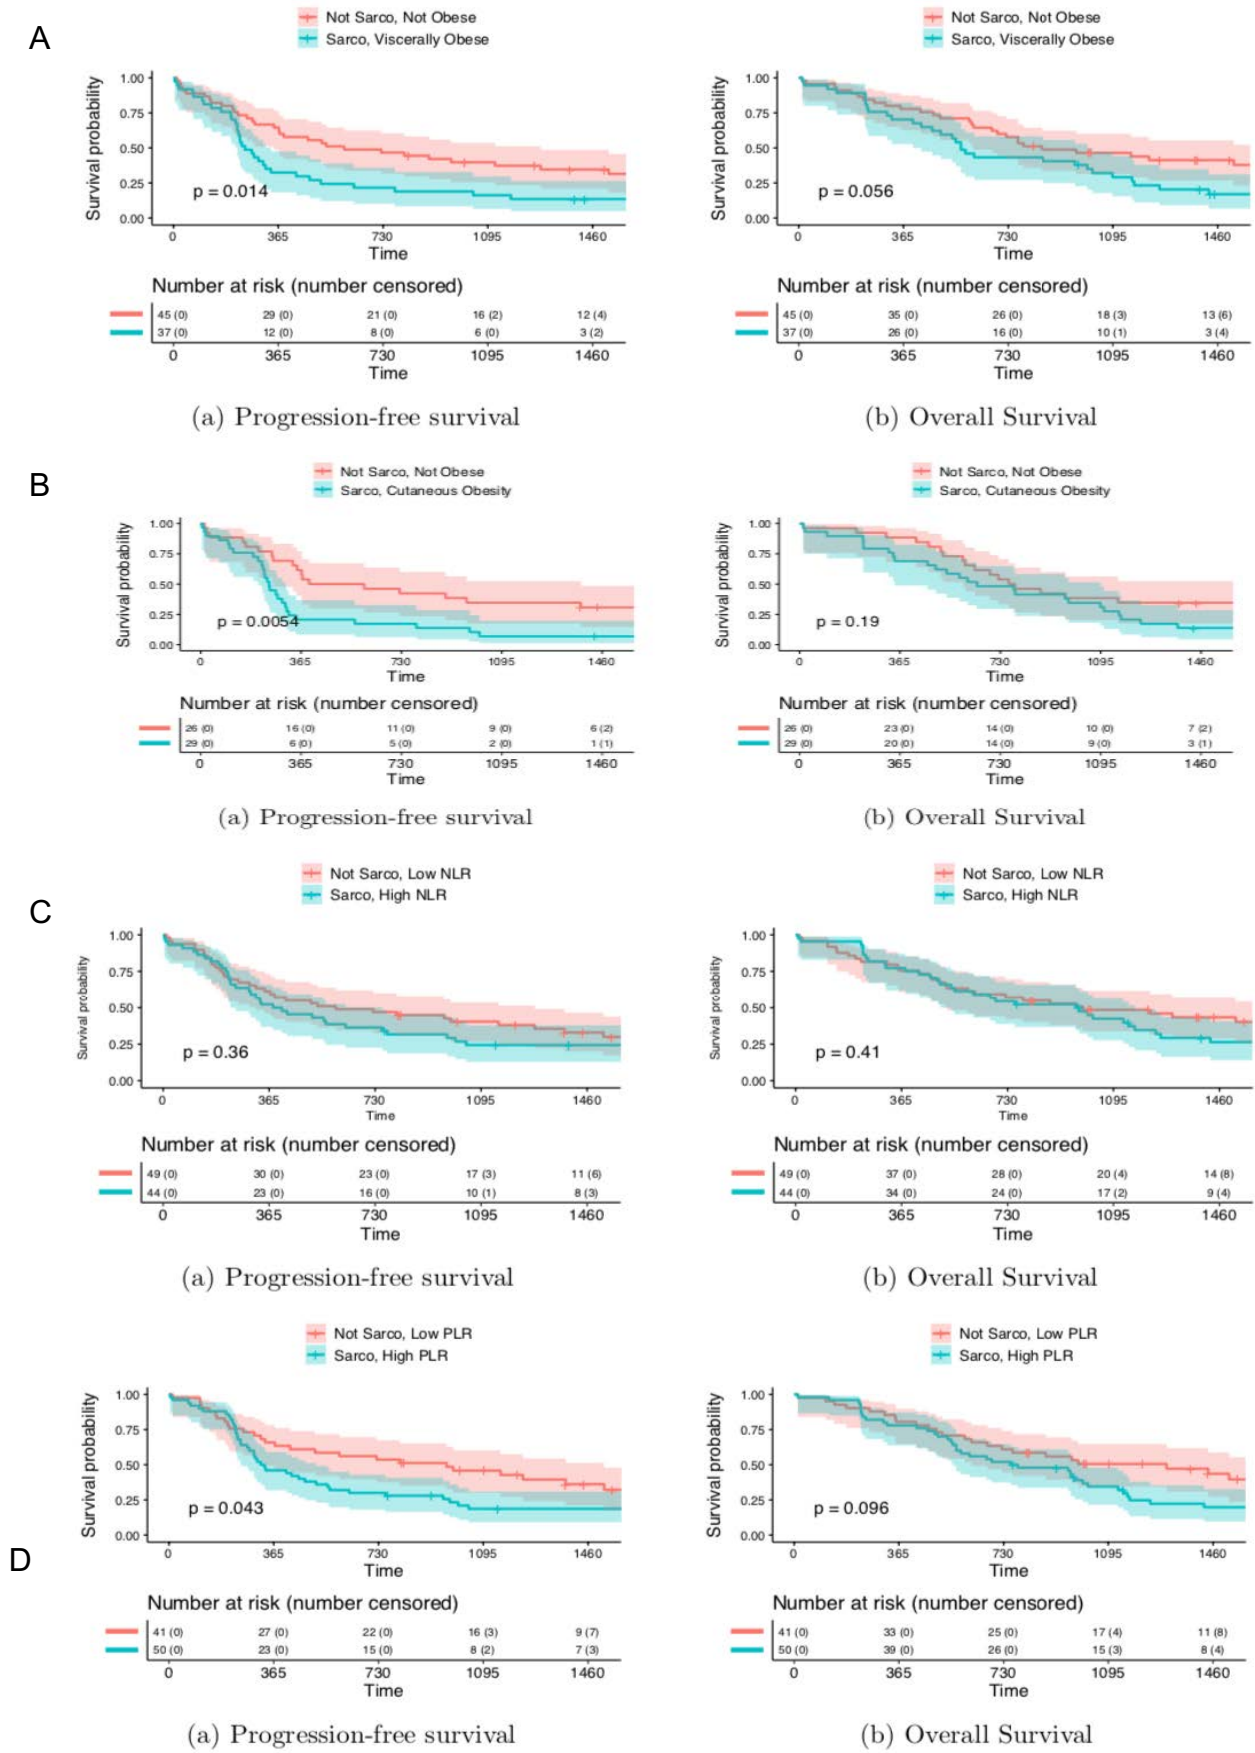 A
Not Sarco, Not Obese
Sarco, Viscerally Obese
Survival probability
1.00
0.75
0.50
0.25
0.00
p = 0.014
0 365 730 1095 1460
Time
Number at risk (number censored)
45 (0) 29 (0) 21 (0) 16 (2) 12 (4)
37 (0) 12 (0) 8 (0) 6 (0) 3 (2)
0 365 730 1095 1460
Time
(a) Progression-free survival
Not Sarco, Not Obese
Sarco, Viscerally Obese
Survival probability
1.00
0.75
0.50
0.25
0.00
p = 0.056
0 365 730 1095 1460
Time
Number at risk (number censored)
45 (0) 35 (0) 26 (0) 18 (3) 13 (6)
37 (0) 26 (0) 16 (0) 10 (1) 3 (4)
0 365 730 1095 1460
Time
(b) Overall Survival
B
Not Sarco, Not Obese
Sarco, Cutaneous Obesity
Survival probability
1.00
0.75
0.50
0.25
0.00
p = 0.0054
0 365 730 1095 1460
Time
Number at risk (number censored)
26 (0) 16 (0) 11 (0) 9 (0) 6 (2)
29 (0) 6 (0) 5 (0) 2 (0) 1 (1)
0 365 730 1095 1460
Time
(a) Progression-free survival
Not Sarco, Not Obese
Sarco, Cutaneous Obesity
Survival probability
1.00
0.75
0.50
0.25
0.00
p = 0.19
0 365 730 1095 1460
Time
Number at risk (number censored)
26 (0) 23 (0) 14 (0) 10 (0) 7 (2)
29 (0) 20 (0) 14 (0) 9 (0) 3 (1)
0 365 730 1095 1460
Time
(b) Overall Survival
C
Not Sarco, Low NLR
Sarco, High NLR
Survival probability
1.00
0.75
0.50
0.25
0.00
p = 0.36
0 365 730 1095 1460
Time
Number at risk (number censored)
49 (0) 30 (0) 23 (0) 17 (3) 11 (6)
44 (0) 23 (0) 16 (0) 10 (1) 8 (3)
0 365 730 1095 1460
Time
(a) Progression-free survival
Not Sarco, Low NLR
Sarco, High NLR
Survival probability
1.00
0.75
0.50
0.25
0.00
p = 0.41
0 365 730 1095 1460
Time
Number at risk (number censored)
49 (0) 37 (0) 28 (0) 20 (4) 14 (8)
44 (0) 34 (0) 24 (0) 17 (2) 9 (4)
0 365 730 1095 1460
Time
(b) Overall Survival
D
Not Sarco, Low PLR
Sarco, High PLR
Survival probability
1.00
0.75
0.50
0.25
0.00
p = 0.043
0 365 730 1095 1460
Time
Number at risk (number censored)
41 (0) 27 (0) 22 (0) 16 (3) 9 (7)
50 (0) 23 (0) 15 (0) 8 (2) 7 (3)
0 365 730 1095 1460
Time
(a) Progression-free survival
Not Sarco, Low PLR
Sarco, High PLR
Survival probability
1.00
0.75
0.50
0.25
0.00
p = 0.096
0 365 730 1095 1460
Time
Number at risk (number censored)
41 (0) 33 (0) 25 (0) 17 (4) 11 (8)
50 (0) 39 (0) 26 (0) 15 (3) 8 (4)
0 365 730 1095 1460
Time
(b) Overall Survival